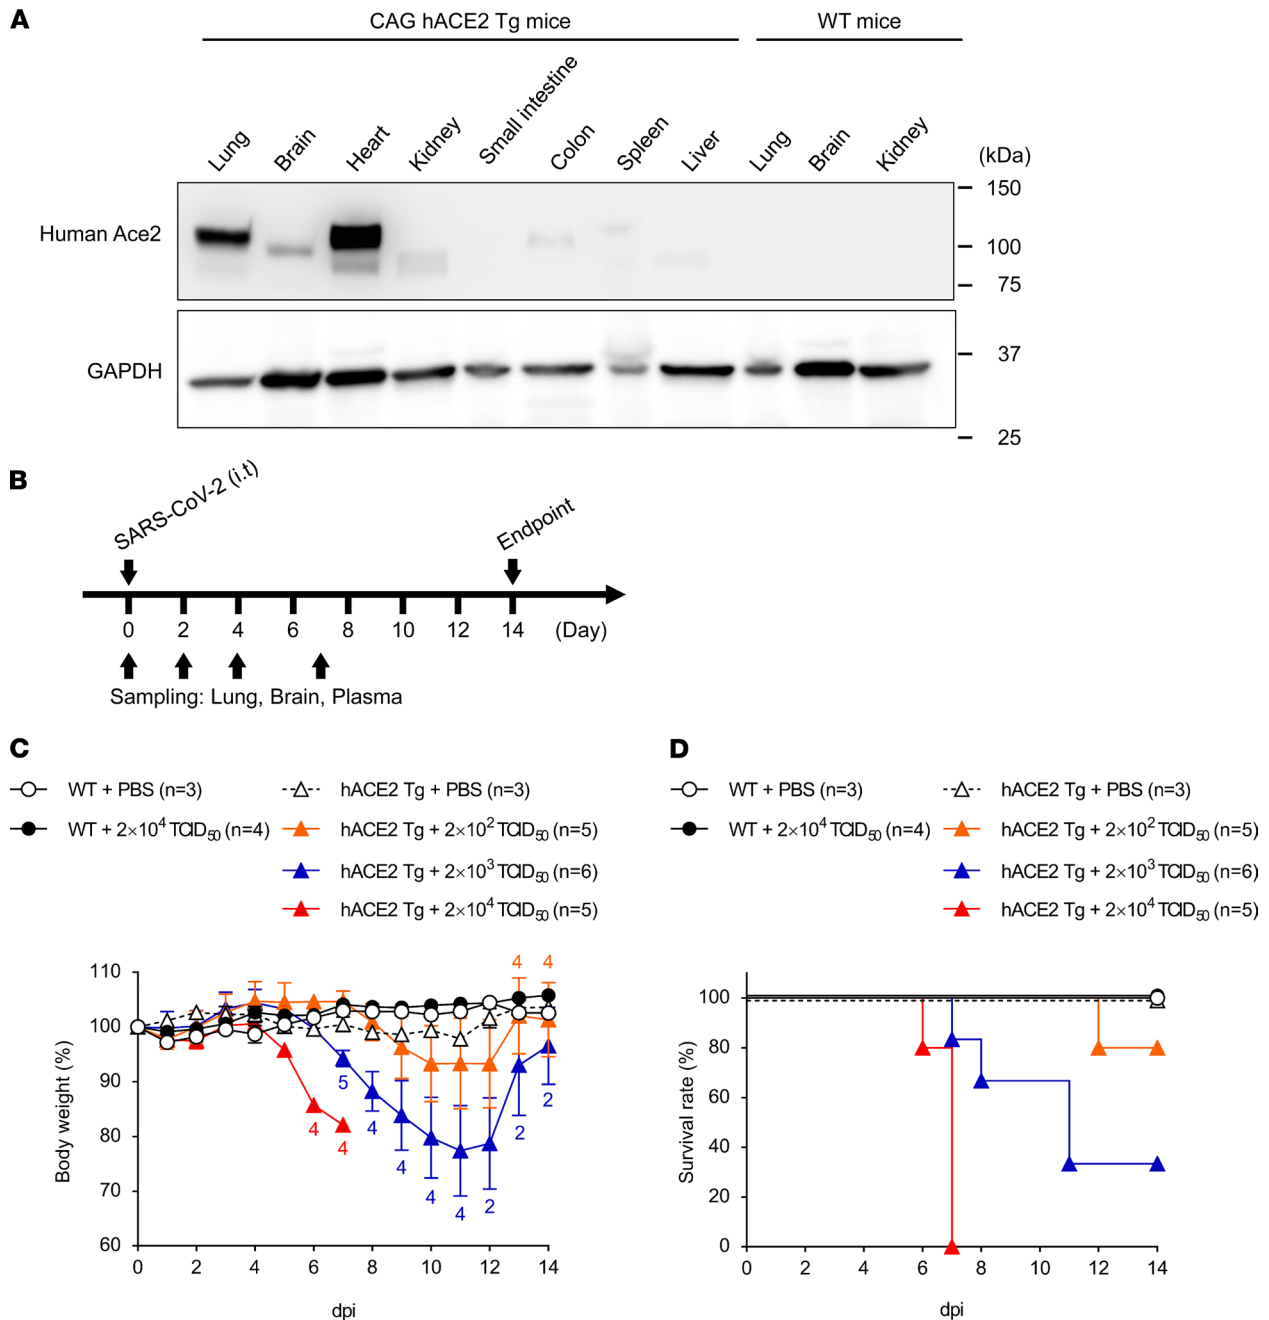 A
CAG hACE2 Tg mice
WT mice
Lung
Brain
Heart
Kidney
Small intestine
Colon
Spleen
Liver
Lung
Brain
Kidney
(kDa)
Human Ace2
150
100
75
GAPDH
37
25
B
SARS-CoV-2 (i.t)
Endpoint
0 2 4 6 8 10 12 14 (Day)
Sampling: Lung, Brain, Plasma
C
WT + PBS (n=3)
hACE2 Tg + PBS (n=3)
WT + 2×10⁴ TCID₅₀ (n=4)
hACE2 Tg + 2×10² TCID₅₀ (n=5)
hACE2 Tg + 2×10³ TCID₅₀ (n=6)
hACE2 Tg + 2×10⁴ TCID₅₀ (n=5)
Body weight (%)
110
100
90
80
70
60
4 4
5
4
4
4
4
2
2
2
4
4
0 2 4 6 8 10 12 14
dpi
D
WT + PBS (n=3)
hACE2 Tg + PBS (n=3)
WT + 2×10⁴ TCID₅₀ (n=4)
hACE2 Tg + 2×10² TCID₅₀ (n=5)
hACE2 Tg + 2×10³ TCID₅₀ (n=6)
hACE2 Tg + 2×10⁴ TCID₅₀ (n=5)
Survival rate (%)
100
80
60
40
20
0
0 2 4 6 8 10 12 14
dpi